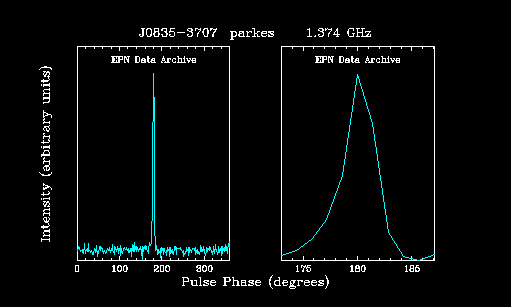 J0835-3707 parkes 1.374 GHz
EPN Data Archive EPN Data Archive
Intensity (arbitrary units)
0 100 200 300 175 180 185
Pulse Phase (degrees)